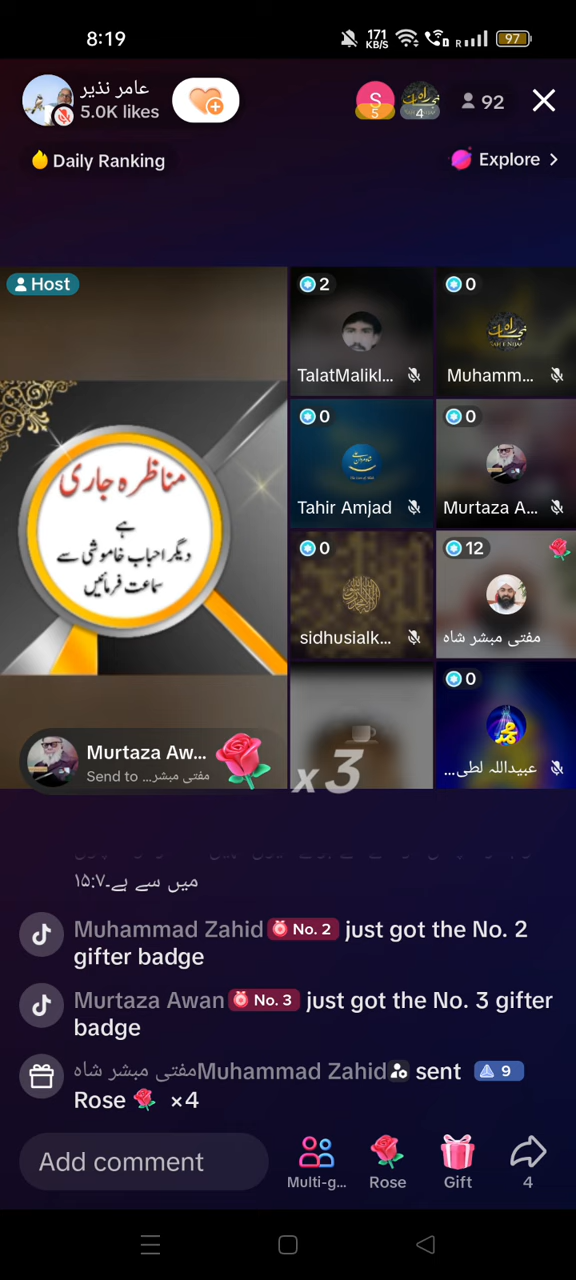 8:19
171
KB/S
R
97
عامر نذیر
5.0K likes
S
5
4
92
Daily Ranking
Explore >
Host
مناظرہ جاری
ہے
دیگر احباب خاموشی سے
سماعت فرمائیں
2
TalatMalikI...
0
Muhamm...
0
Tahir Amjad
0
Murtaza A...
0
sidhusialk...
12
مفتی مبشر شاہ
0
عبیداللہ لطی...
Murtaza Aw...
Send to مفتی مبشر...
x3
میں سے ہے۔۱۵:۷
Muhammad Zahid No. 2 just got the No. 2
gifter badge
Murtaza Awan No. 3 just got the No. 3 gifter
badge
مفتی مبشر شاہ Muhammad Zahid sent 9
Rose ×4
Add comment
Multi-g...
Rose
Gift
4